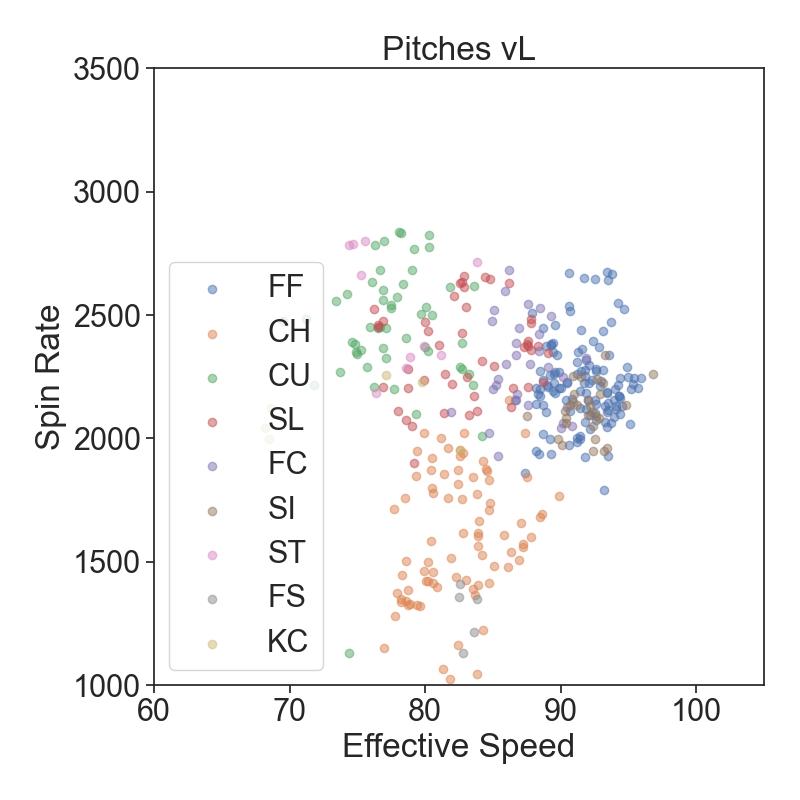 Pitches vL
3500
3000
2500
2000
1500
1000
Spin Rate
FF
CH
CU
SL
FC
SI
ST
FS
KC
60 70 80 90 100
Effective Speed